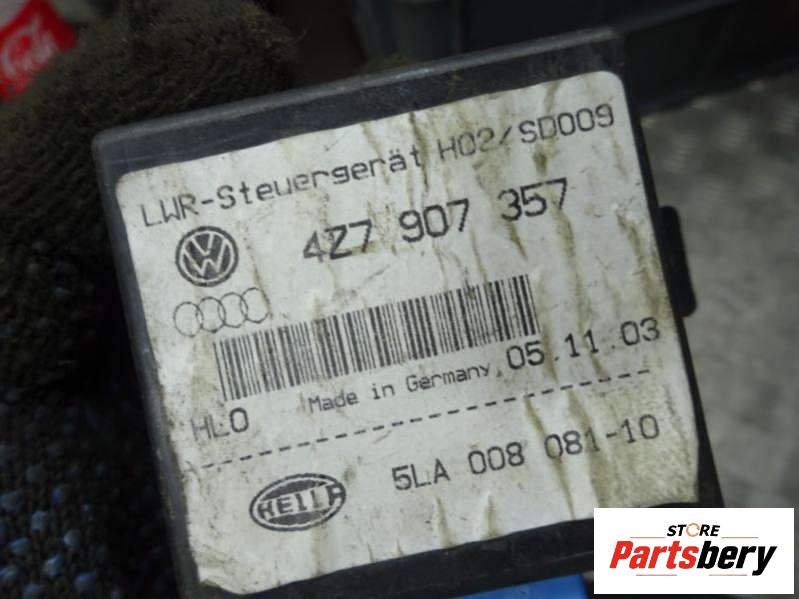 LWR-Steuergerät H02/SD009
4Z7 907 357
HLO Made in Germany, 05.11.03
HELLA
5LA 008 081-10
STORE
Partsbery